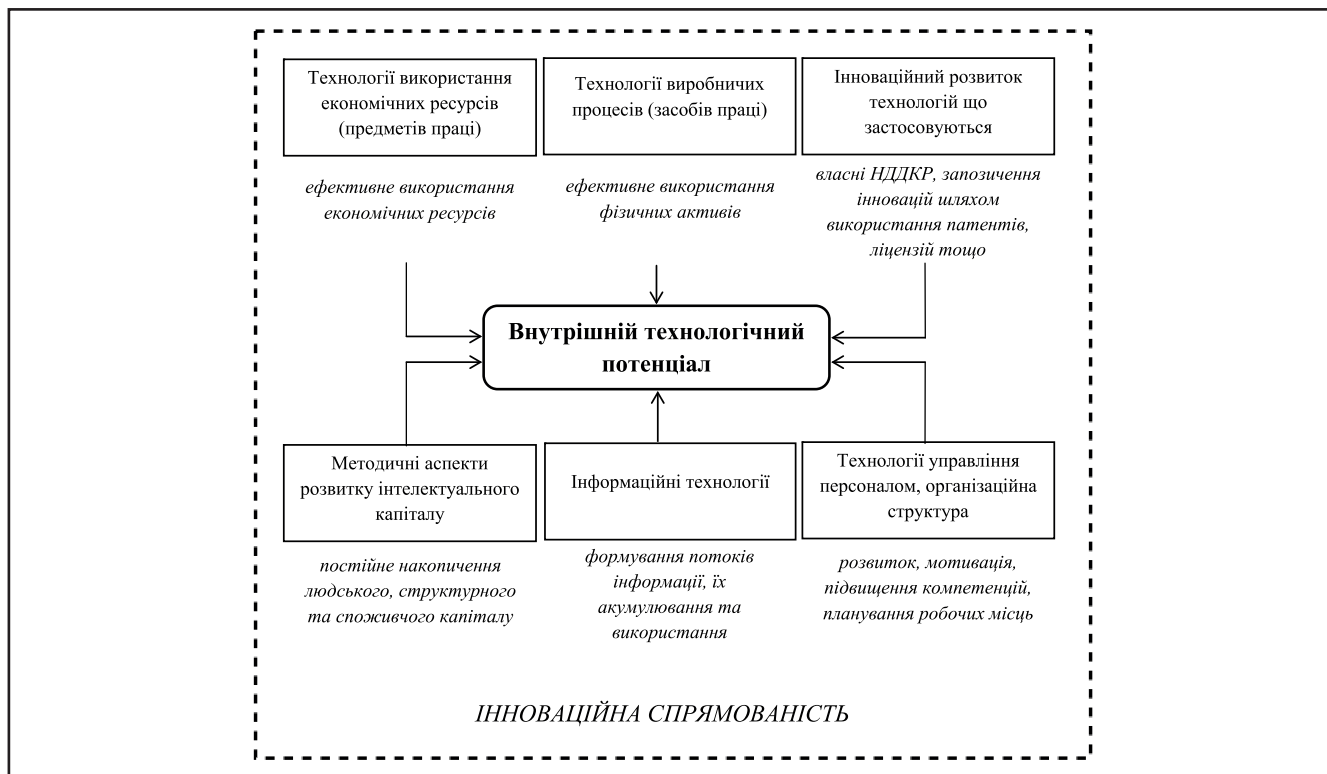 Технології використання
економічних ресурсів
(предметів праці)
ефективне використання
економічних ресурсів
Технології виробничих
процесів (засобів праці)
ефективне використання
фізичних активів
Інноваційний розвиток
технологій що
застосовуються
власні НДДКР, запозичення
інновацій шляхом
використання патентів,
ліцензій тощо
Внутрішній технологічний
потенціал
Методичні аспекти
розвитку інтелектуального
капіталу
постійне накопичення
людського, структурного
та споживчого капіталу
Інформаційні технології
формування потоків
інформації, їх
акумулювання та
використання
Технології управління
персоналом, організаційна
структура
розвиток, мотивація,
підвищення компетенцій,
планування робочих місць
ІННОВАЦІЙНА СПРЯМОВАНІСТЬ